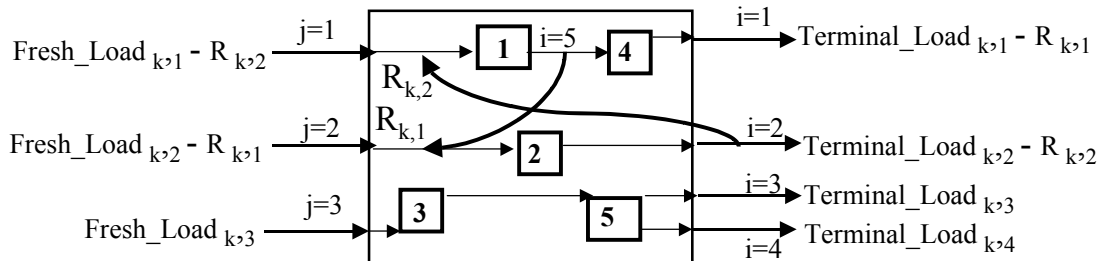 j=1
i=1
Fresh_Load k,1 - R k,2
1
i=5
4
Terminal_Load k,1 - R k,1
R k,2
R k,1
j=2
i=2
Fresh_Load k,2 - R k,1
2
Terminal_Load k,2 - R k,2
j=3
i=3
3
5
Terminal_Load k,3
Fresh_Load k,3
i=4
Terminal_Load k,4